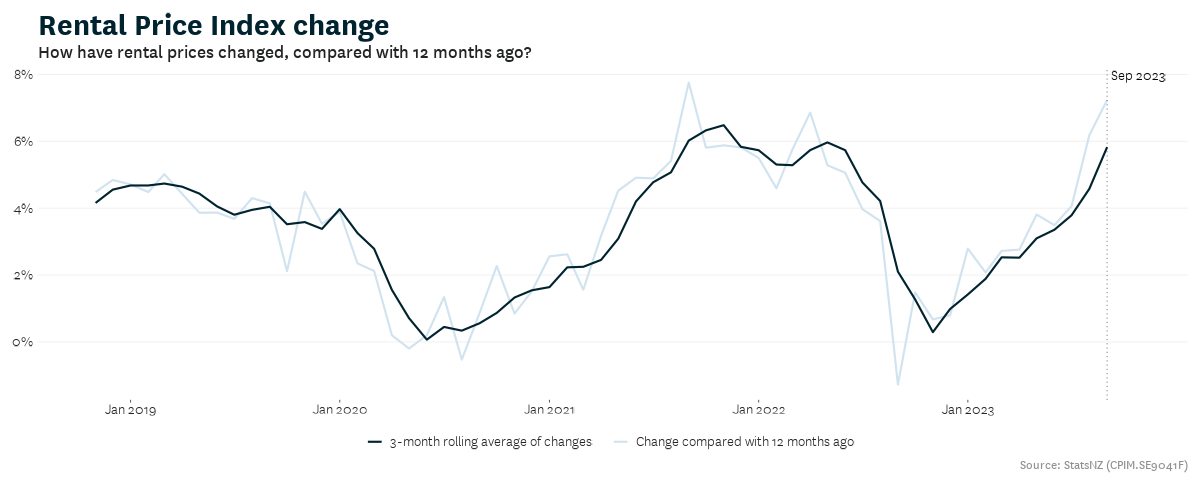 Rental Price Index change
How have rental prices changed, compared with 12 months ago?
8%
Sep 2023
6%
4%
2%
0%
Jan 2019 Jan 2020 Jan 2021 Jan 2022 Jan 2023
3-month rolling average of changes Change compared with 12 months ago
Source: StatsNZ (CPIM.SE9041F)